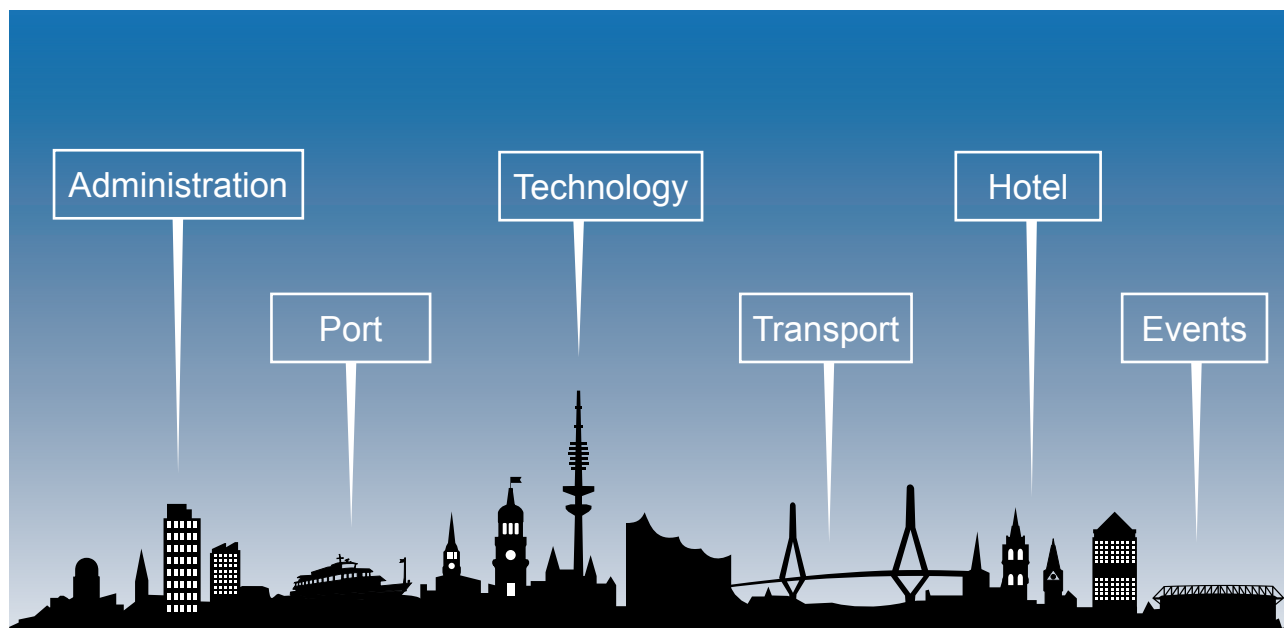 Administration
Technology
Hotel
Port
Transport
Events